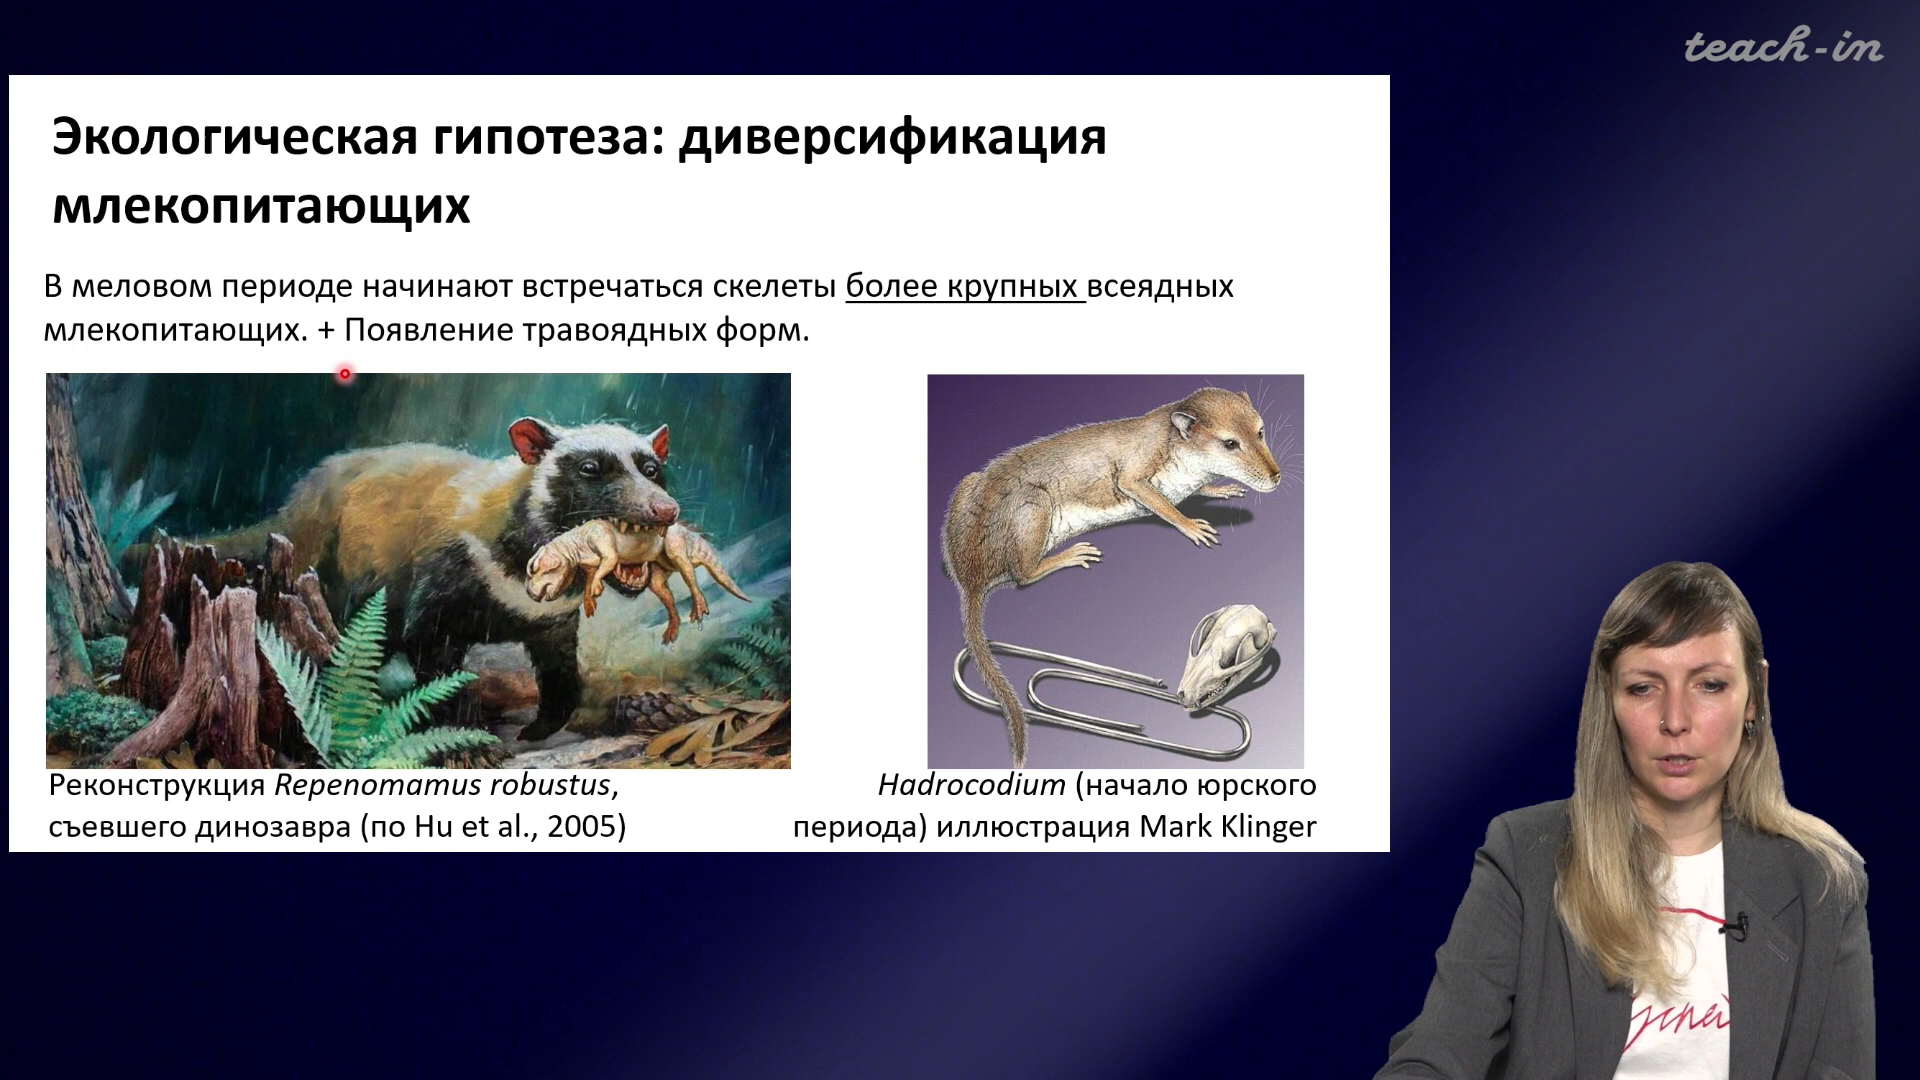 teach-in
Экологическая гипотеза: диверсификация
млекопитающих
В меловом периоде начинают встречаться скелеты более крупных всеядных
млекопитающих. + Появление травоядных форм.
Реконструкция Repenomamus robustus,
съевшего динозавра (по Hu et al., 2005)
Hadrocodium (начало юрского
периода) иллюстрация Mark Klinger